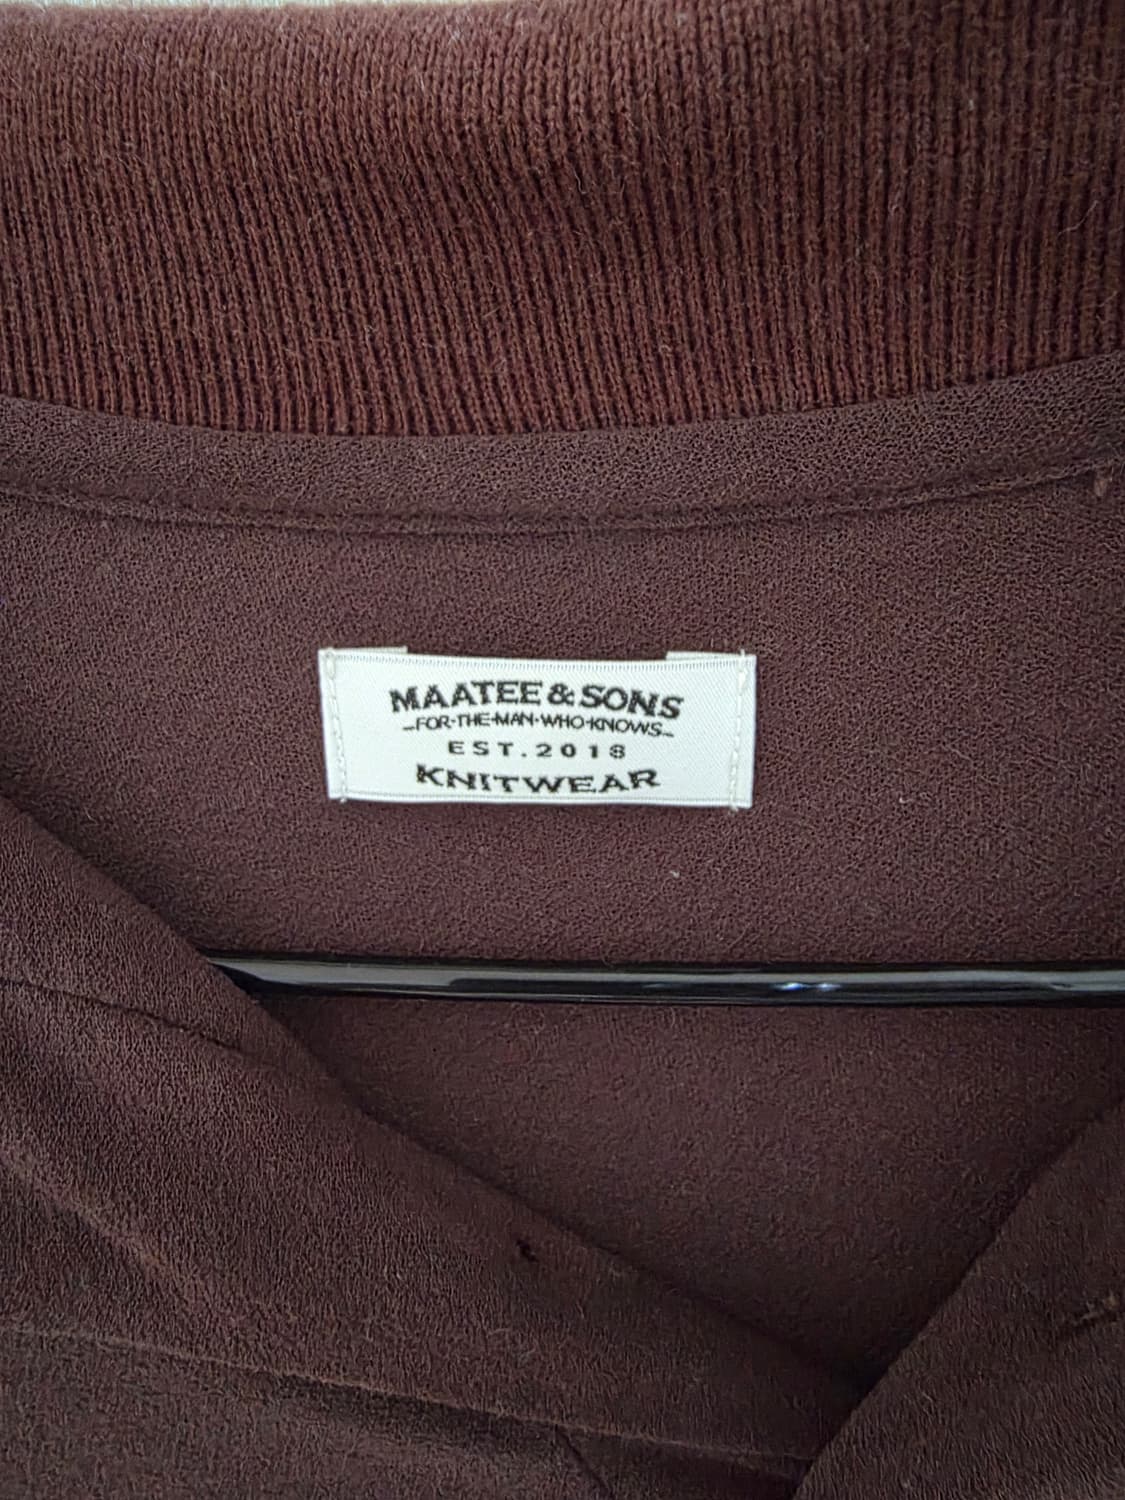 MAATEE & SONS
FOR·THE·MAN·WHO·KNOWS
EST. 2018
KNITWEAR